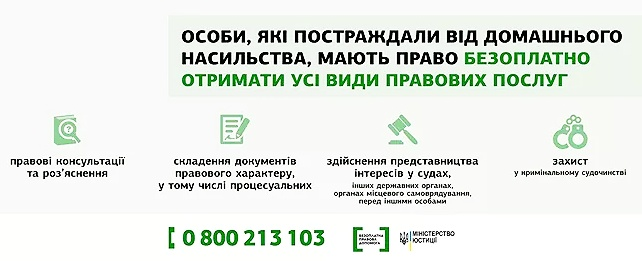 ОСОБИ, ЯКІ ПОСТРАЖДАЛИ ВІД ДОМАШНЬОГО
НАСИЛЬСТВА, МАЮТЬ ПРАВО БЕЗОПЛАТНО
ОТРИМАТИ УСІ ВИДИ ПРАВОВИХ ПОСЛУГ
правові консультації
та роз'яснення
складення документів
правового характеру,
у тому числі процесуальних
здійснення представництва
інтересів у судах,
інших державних органах,
органах місцевого самоврядування,
перед іншими особами
захист
у кримінальному судочинстві
0 800 213 103
БЕЗОПЛАТНА
ПРАВОВА
ДОПОМОГА
МІНІСТЕРСТВО
ЮСТИЦІЇ